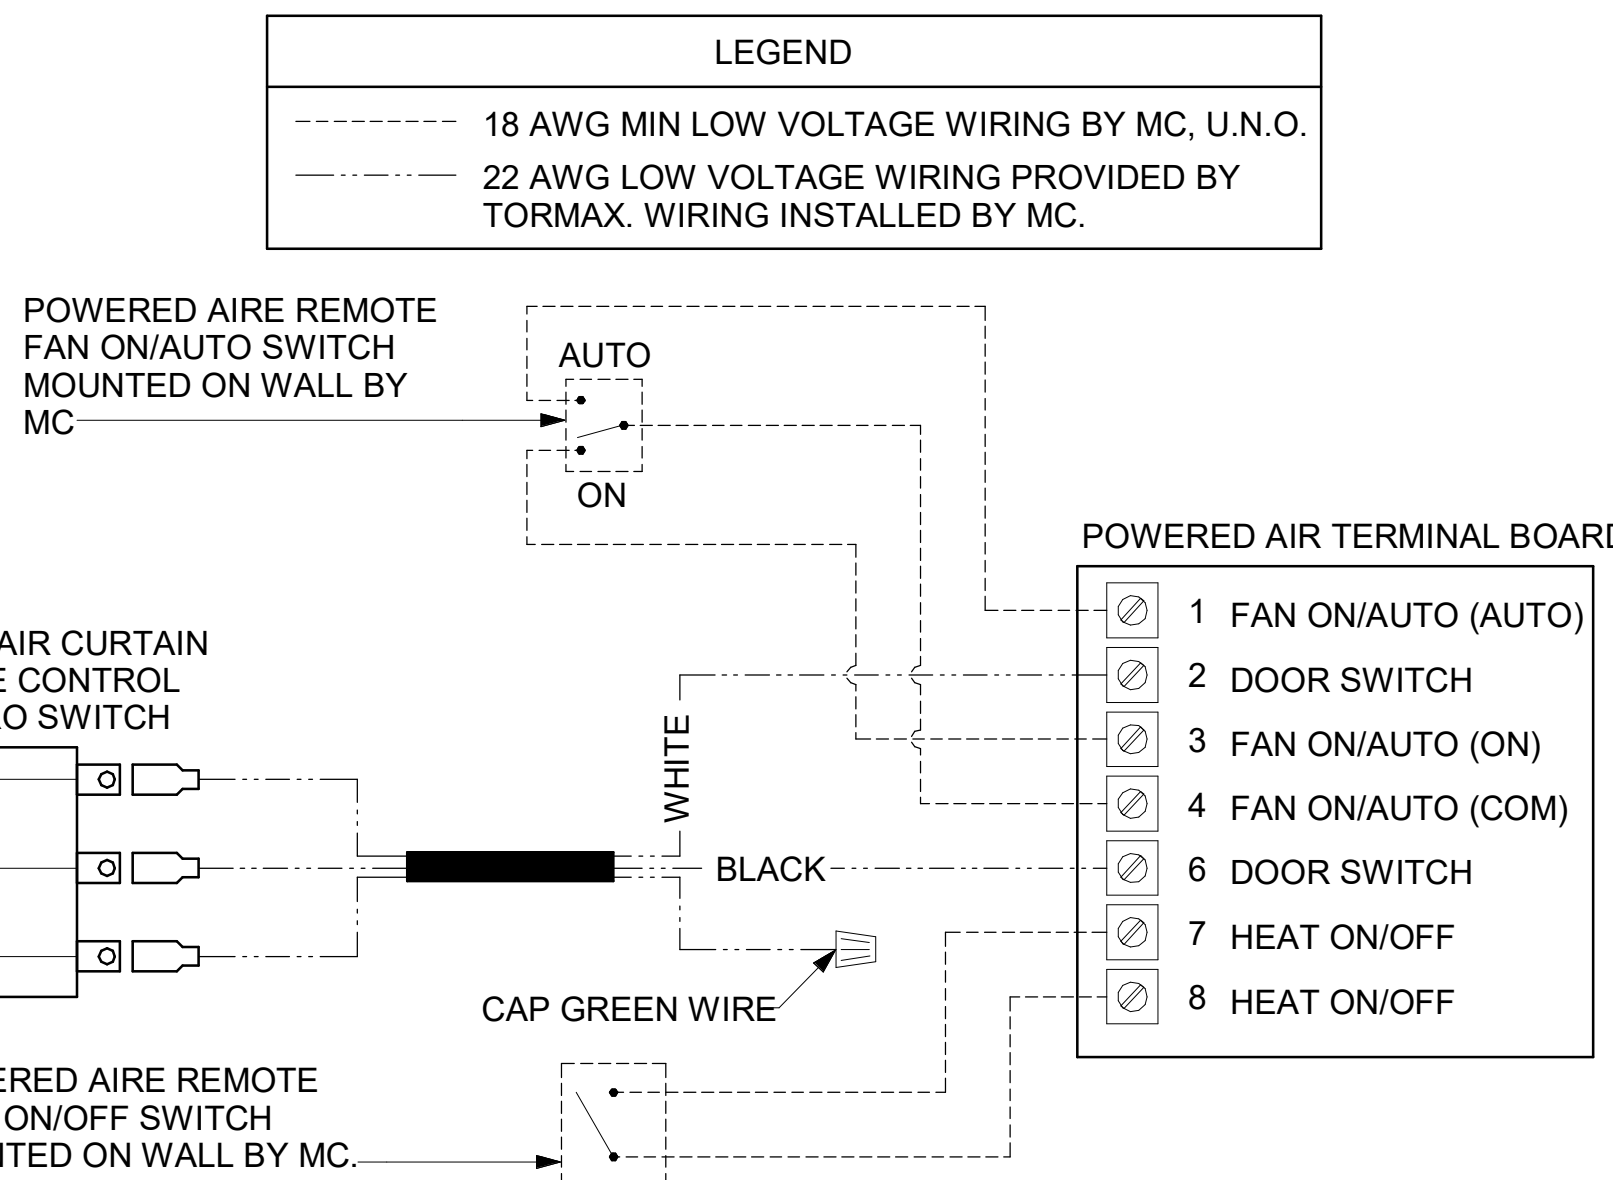 LEGEND
18 AWG MIN LOW VOLTAGE WIRING BY MC, U.N.O.
22 AWG LOW VOLTAGE WIRING PROVIDED BY
TORMAX. WIRING INSTALLED BY MC.
POWERED AIRE REMOTE
FAN ON/AUTO SWITCH
MOUNTED ON WALL BY
MC
AUTO
ON
POWERED AIR TERMINAL BOARD
1 FAN ON/AUTO (AUTO)
2 DOOR SWITCH
3 FAN ON/AUTO (ON)
4 FAN ON/AUTO (COM)
6 DOOR SWITCH
7 HEAT ON/OFF
8 HEAT ON/OFF
AIR CURTAIN
CONTROL
SWITCH
WHITE
BLACK
CAP GREEN WIRE
AIRE REMOTE
ON/OFF SWITCH
ON WALL BY MC.